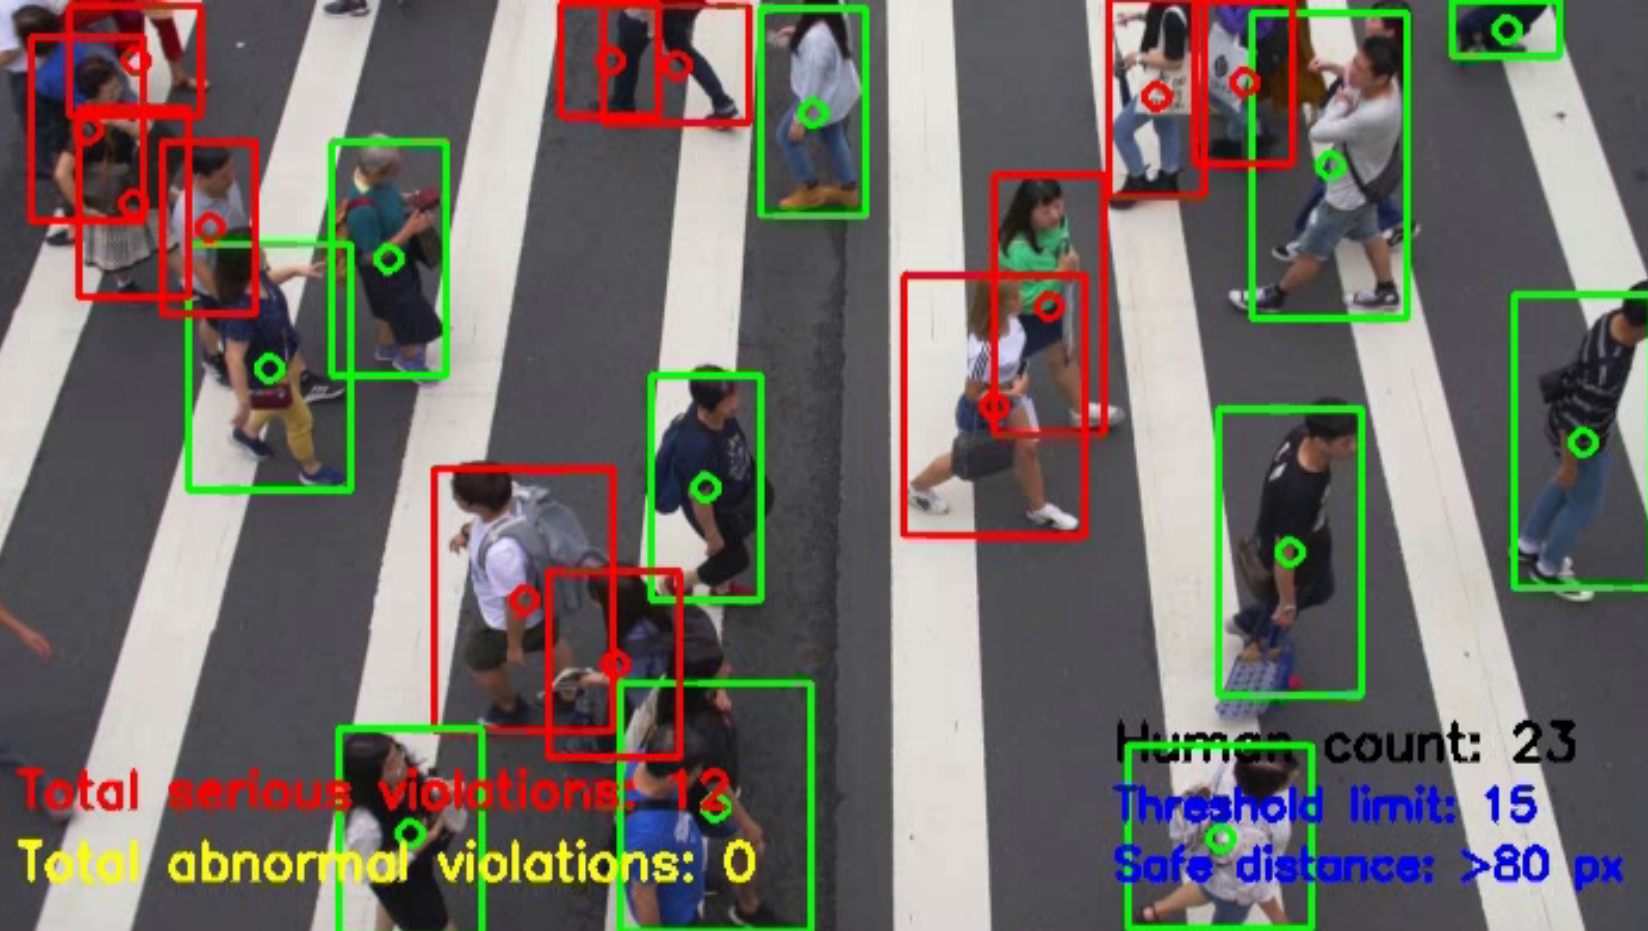 Human count: 23
Total serious violations: 12
Threshold limit: 15
Total abnormal violations: 0
Safe distance: >80 px